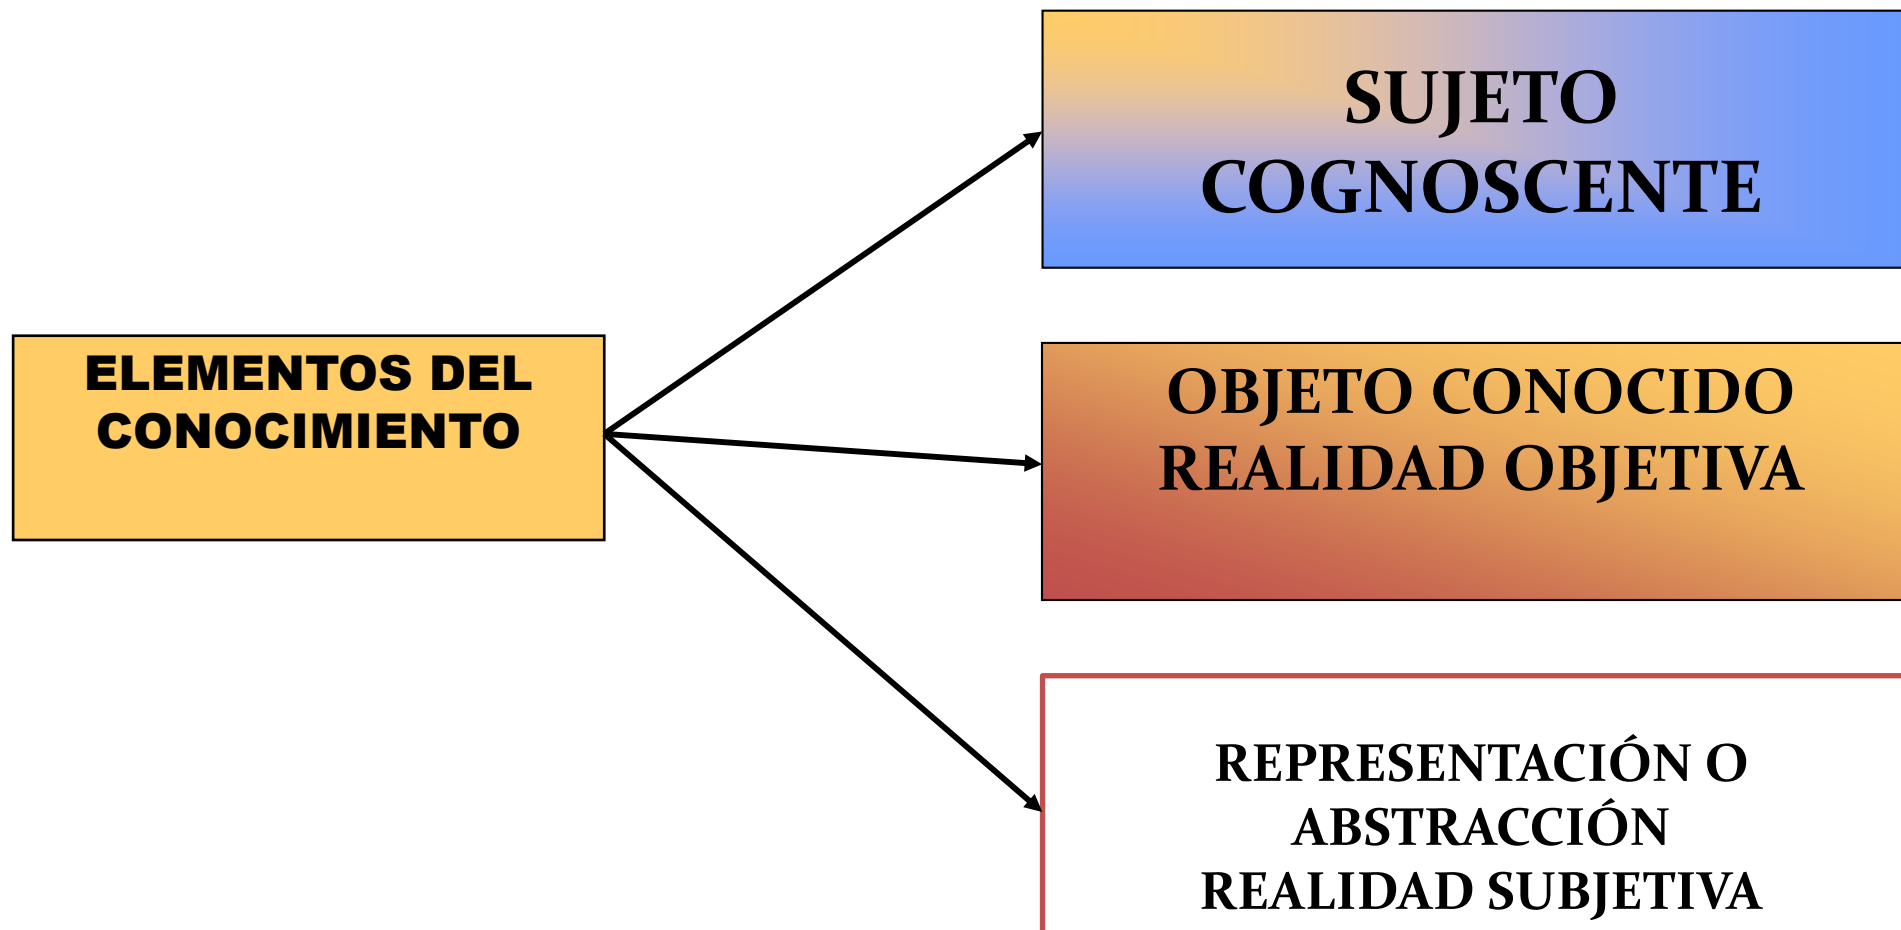 ELEMENTOS DEL
CONOCIMIENTO
SUJETO
COGNOSCENTE
OBJETO CONOCIDO
REALIDAD OBJETIVA
REPRESENTACIÓN O
ABSTRACCIÓN
REALIDAD SUBJETIVA